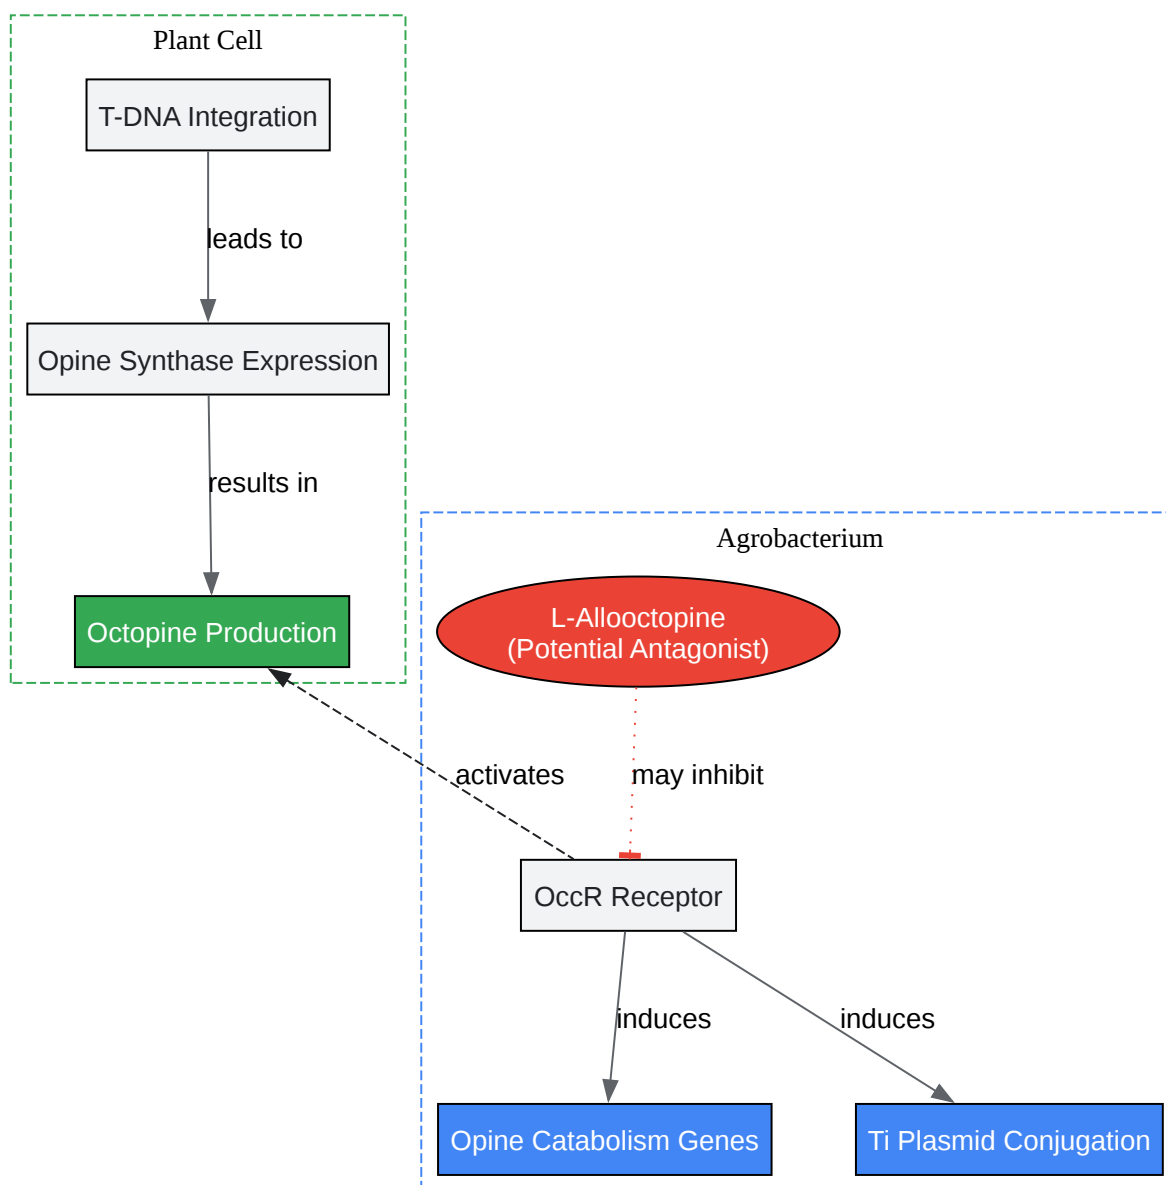 Plant Cell
T-DNA Integration
leads to
Opine Synthase Expression
results in
Octopine Production
Agrobacterium
L-Allooctopine
(Potential Antagonist)
activates
may inhibit
OccR Receptor
induces
induces
Opine Catabolism Genes
Ti Plasmid Conjugation